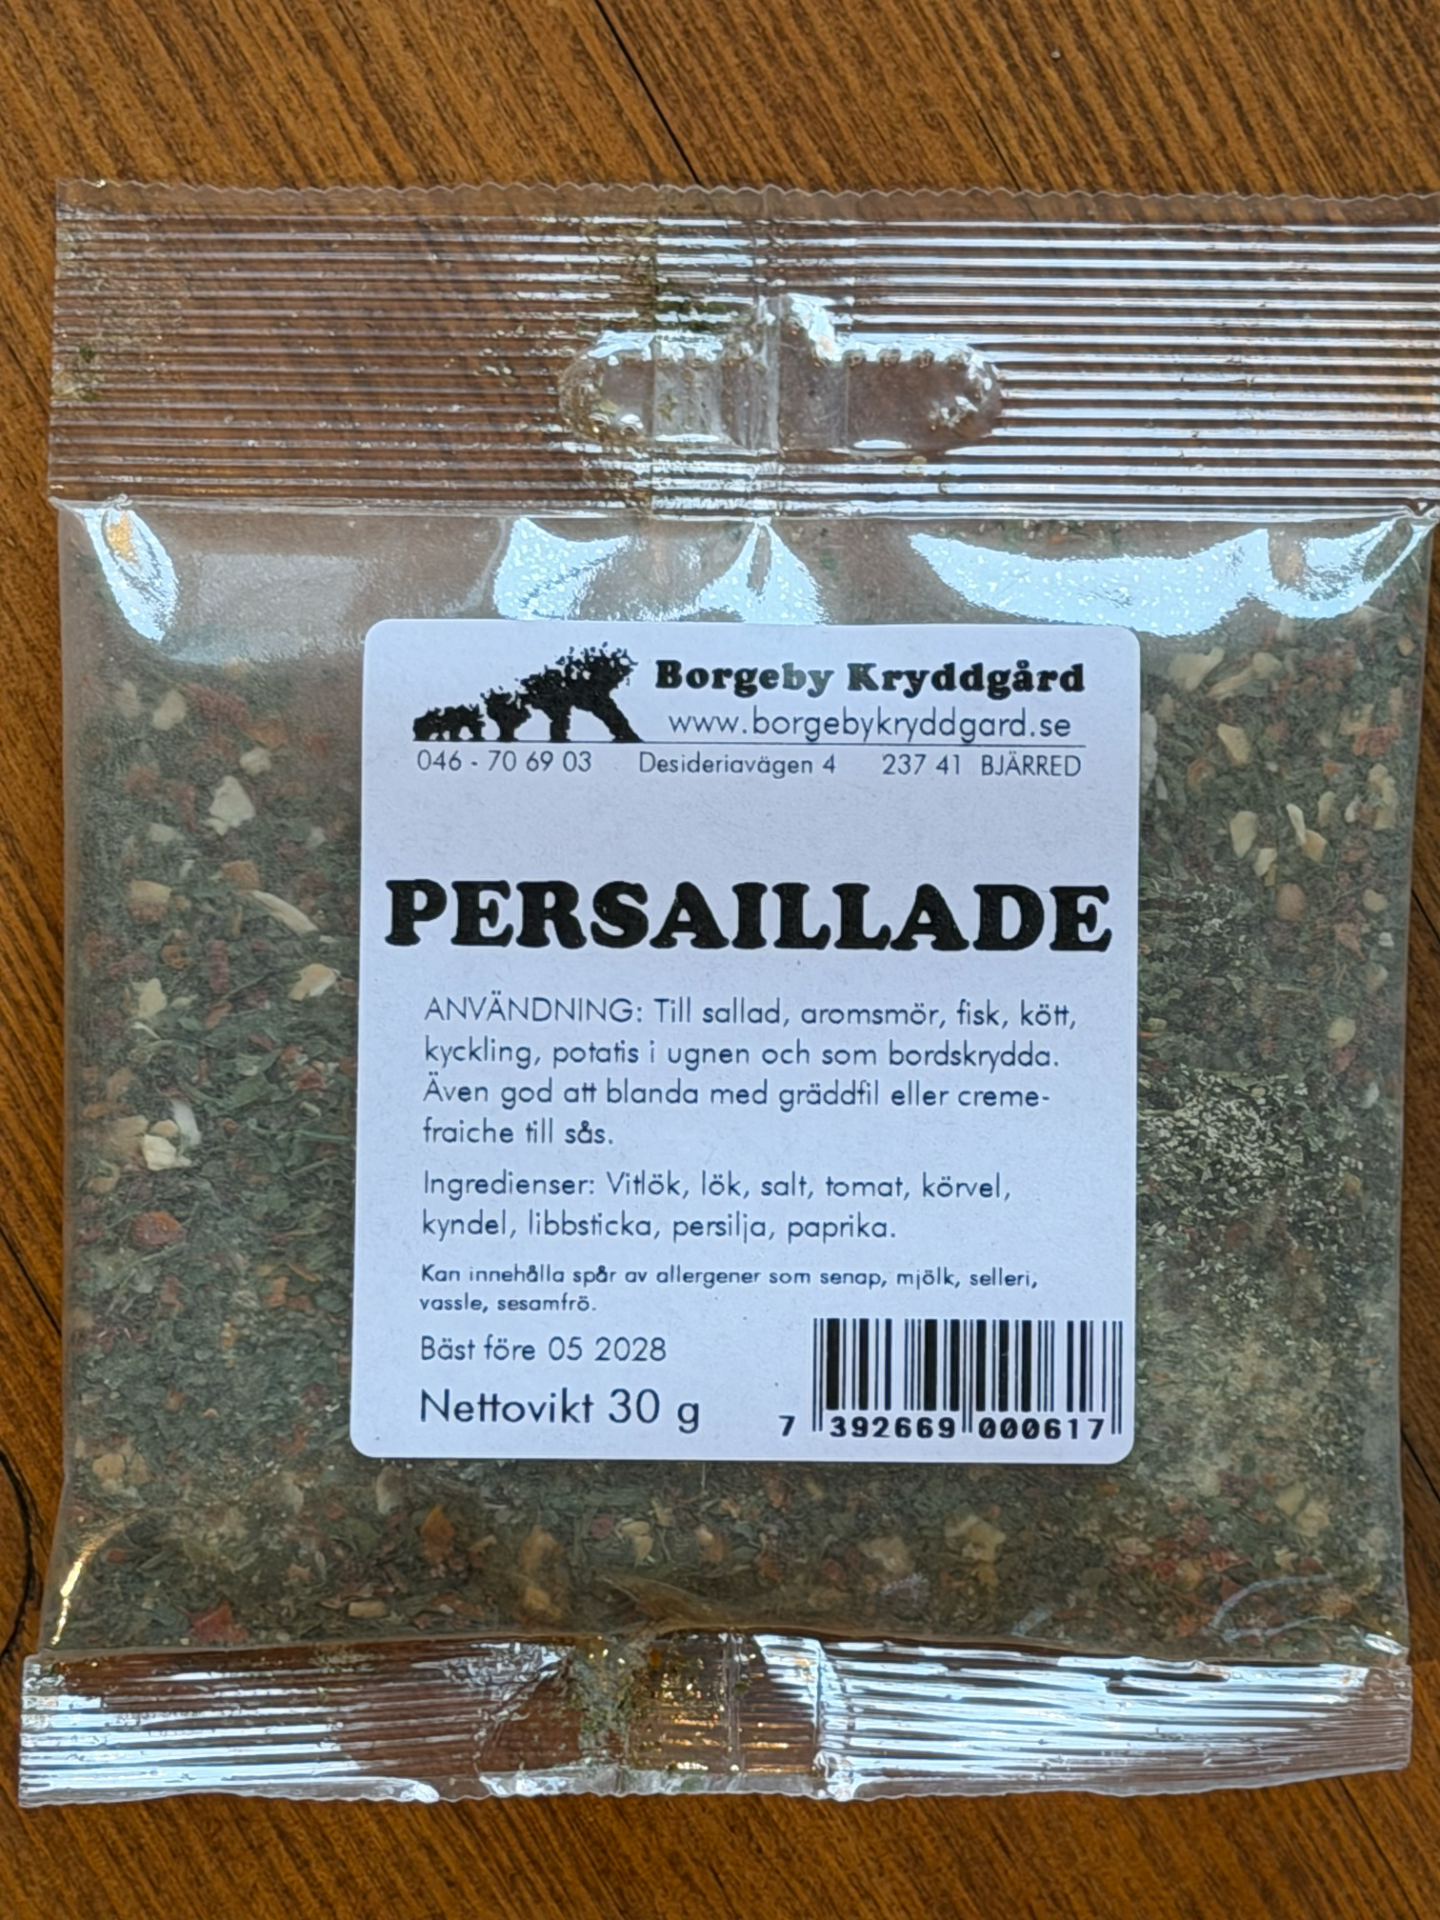 Borgeby Kryddgård
www.borgebykryddgard.se
046 - 70 69 03 Desideriavägen 4 237 41 BJÄRRED
PERSAILLADE
ANVÄNDNING: Till sallad, aromsmör, fisk, kött,
kyckling, potatis i ugnen och som bordskrydda.
Även god att blanda med gräddfil eller creme-
fraiche till sås.
Ingredienser: Vitlök, lök, salt, tomat, körvel,
kyndel, libbsticka, persilja, paprika.
Kan innehålla spår av allergener som senap, mjölk, selleri,
vassle, sesamfrö.
Bäst före 05 2028
Nettovikt 30 g
7 392669 000617